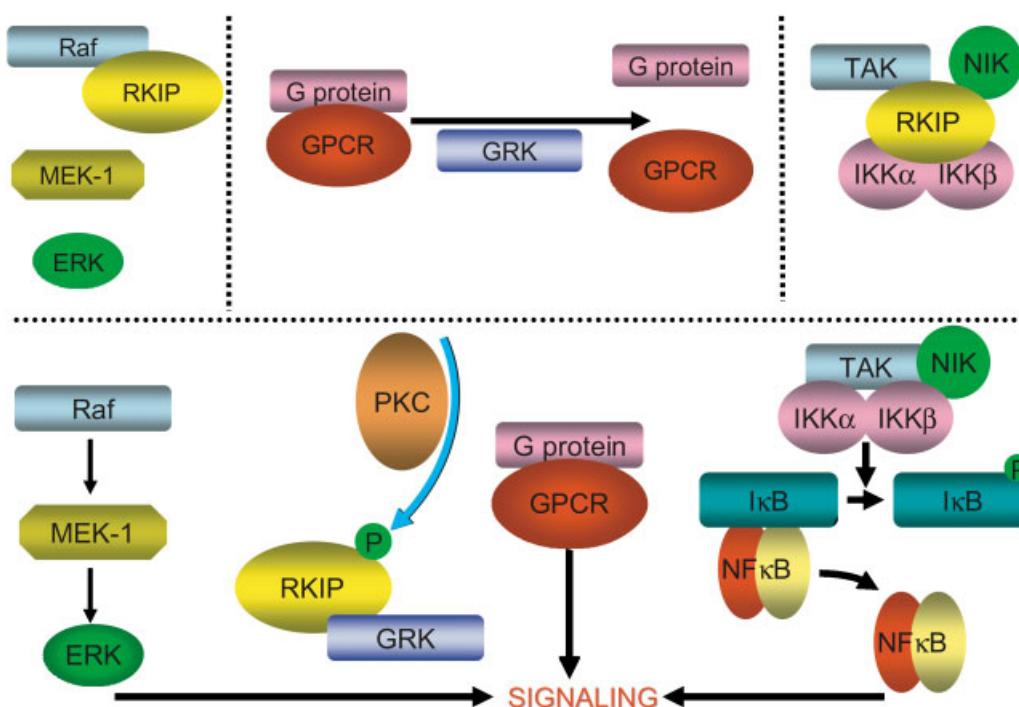 Raf
RKIP
MEK-1
ERK
G protein
GPCR
GRK
G protein
GPCR
TAK
NIK
RKIP
IKKα IKKβ
Raf
MEK-1
ERK
PKC
P
RKIP
GRK
G protein
GPCR
TAK
NIK
IKKα IKKβ
IκB
P
IκB
NFκB
NFκB
SIGNALING